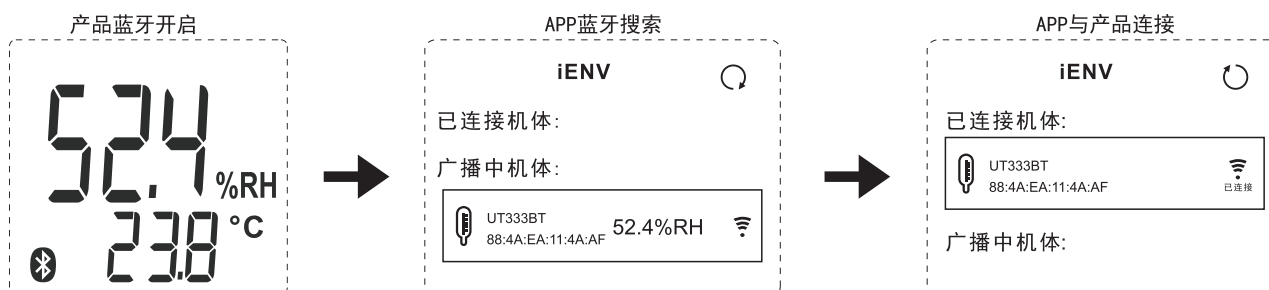 产品蓝牙开启
52.4 %RH
23.8 °C
APP蓝牙搜索
iENV
已连接机体:
广播中机体:
UT333BT
88:4A:EA:11:4A:AF 52.4%RH
APP与产品连接
iENV
已连接机体:
UT333BT
88:4A:EA:11:4A:AF
已连接
广播中机体: